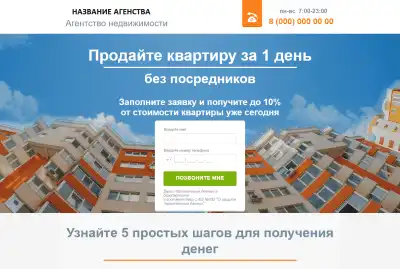 НАЗВАНИЕ АГЕНСТВА
Агентство недвижимости
пн-вс 7:00-23:00
8 (000) 000 00 00
Продайте квартиру за 1 день
без посредников
Заполните заявку и получите до 10%
от стоимости квартиры уже сегодня
Введите имя
Введите номер телефона
ПОЗВОНИТЕ МНЕ
Узнайте 5 простых шагов для получения
денег